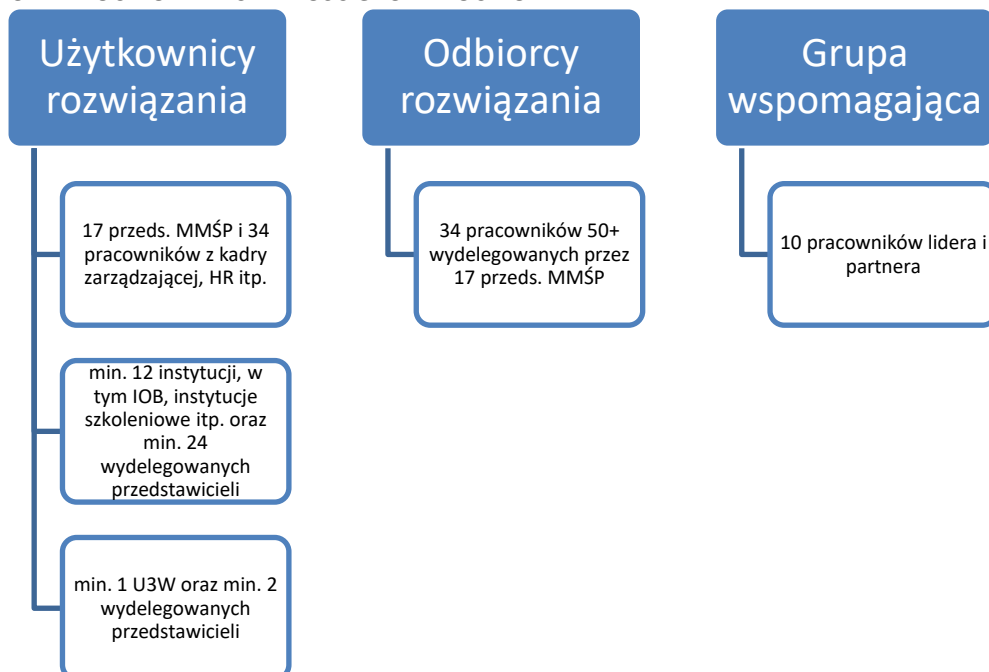 Użytkownicy
rozwiązania
17 przeds. MMŚP i 34
pracowników z kadry
zarządzającej, HR itp.
min. 12 instytucji, w
tym IOB, instytucje
szkoleniowe itp. oraz
min. 24
wydelegowanych
przedstawicieli
min. 1 U3W oraz min. 2
wydelegowanych
przedstawicieli
Odbiorcy
rozwiązania
34 pracowników 50+
wydelegowanych przez
17 przeds. MMŚP
Grupa
wspomagająca
10 pracowników lidera i
partnera